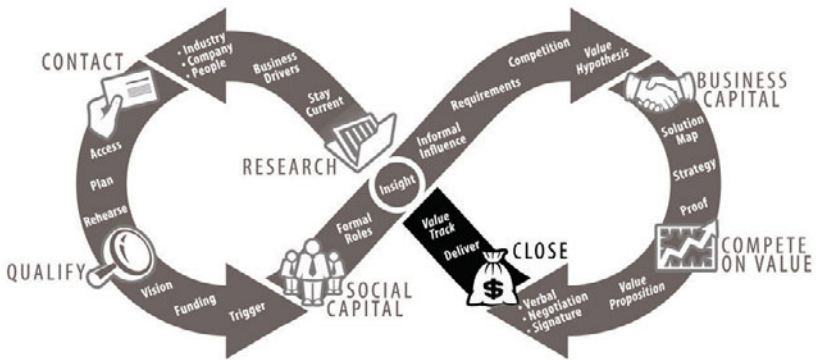 RESEARCH
Stay
Current
Business
Drivers
• Industry
• Company
• People
CONTACT
Access
Plan
Rehearse
QUALIFY
Vision
Funding
Trigger
SOCIAL
CAPITAL
Formal
Roles
Insight
Informal
Influence
Requirements
Competition
Value
Hypothesis
BUSINESS
CAPITAL
Solution
Map
Strategy
Proof
COMPETE
ON VALUE
Value
Proposition
• Verbal
• Negotiation
• Signature
CLOSE
$
Deliver
Value
Track